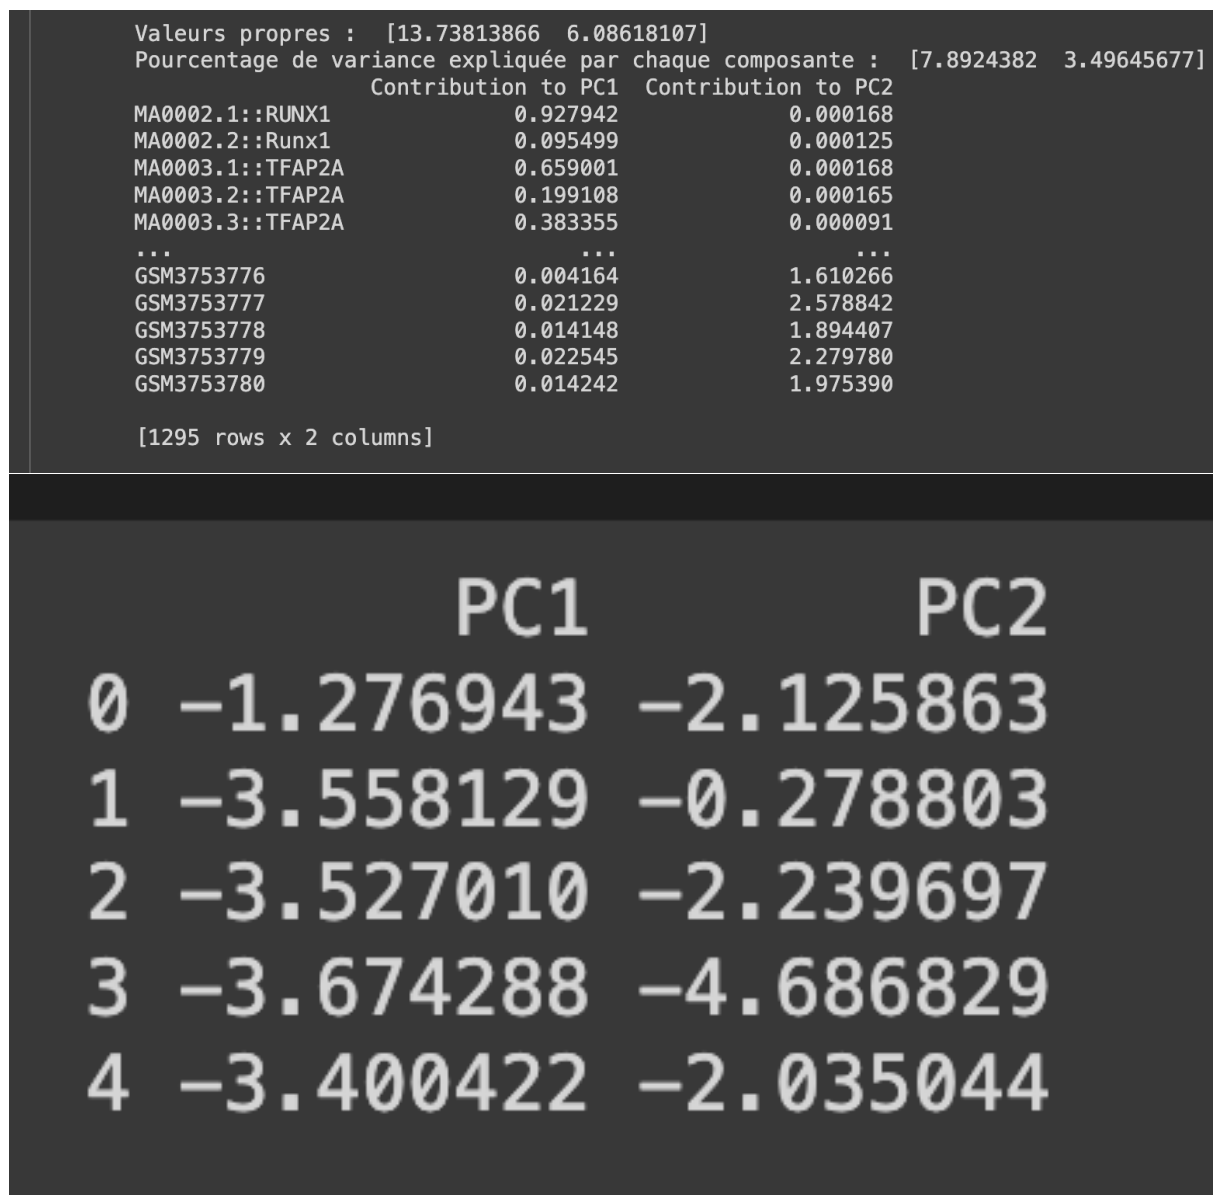 Valeurs propres :  [13.73813866  6.08618107]
Pourcentage de variance expliquée par chaque composante :  [7.8924382  3.49645677]
Contribution to PC1  Contribution to PC2
MA0002.1::RUNX1  0.927942  0.000168
MA0002.2::Runx1  0.095499  0.000125
MA0003.1::TFAP2A  0.659001  0.000168
MA0003.2::TFAP2A  0.199108  0.000165
MA0003.3::TFAP2A  0.383355  0.000091
...  ...  ...
GSM3753776  0.004164  1.610266
GSM3753777  0.021229  2.578842
GSM3753778  0.014148  1.894407
GSM3753779  0.022545  2.279780
GSM3753780  0.014242  1.975390
[1295 rows x 2 columns]
PC1  PC2
0 −1.276943 −2.125863
1 −3.558129 −0.278803
2 −3.527010 −2.239697
3 −3.674288 −4.686829
4 −3.400422 −2.035044